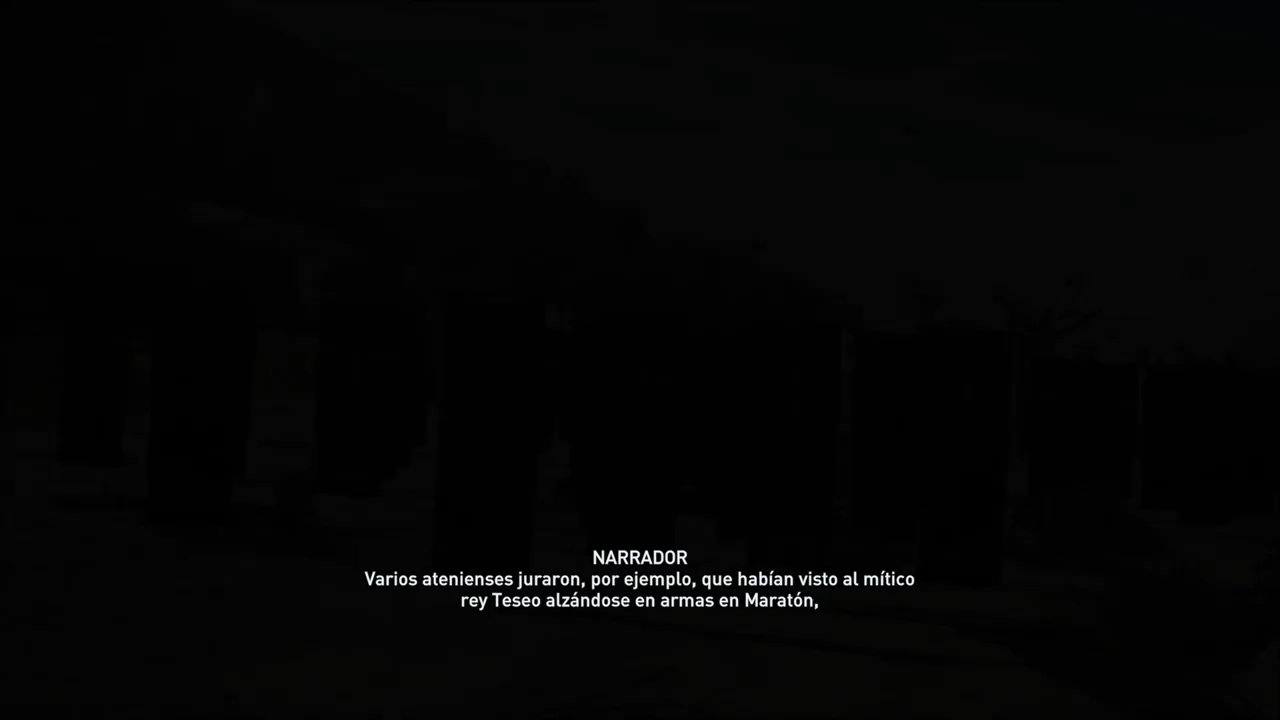 NARRADOR
Varios atenienses juraron, por ejemplo, que habían visto al mítico
rey Teseo alzándose en armas en Maratón,